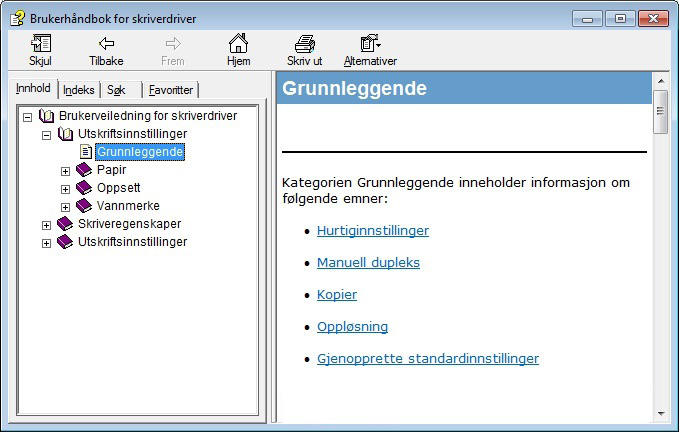 Brukerhåndbok for skriverdriver
Skjul
Tilbake
Frem
Hjem
Skriv ut
Alternativer
Innhold
Indeks
Søk
Favoritter
Brukerveiledning for skriverdriver
Utskriftsinnstillinger
Grunnleggende
Papir
Oppsett
Vannmerke
Skriveregenskaper
Utskriftsinnstillinger
Grunnleggende
Kategorien Grunnleggende inneholder informasjon om
følgende emner:
Hurtiginnstillinger
Manuell dupleks
Kopier
Oppløsning
Gjenopprette standardinnstillinger